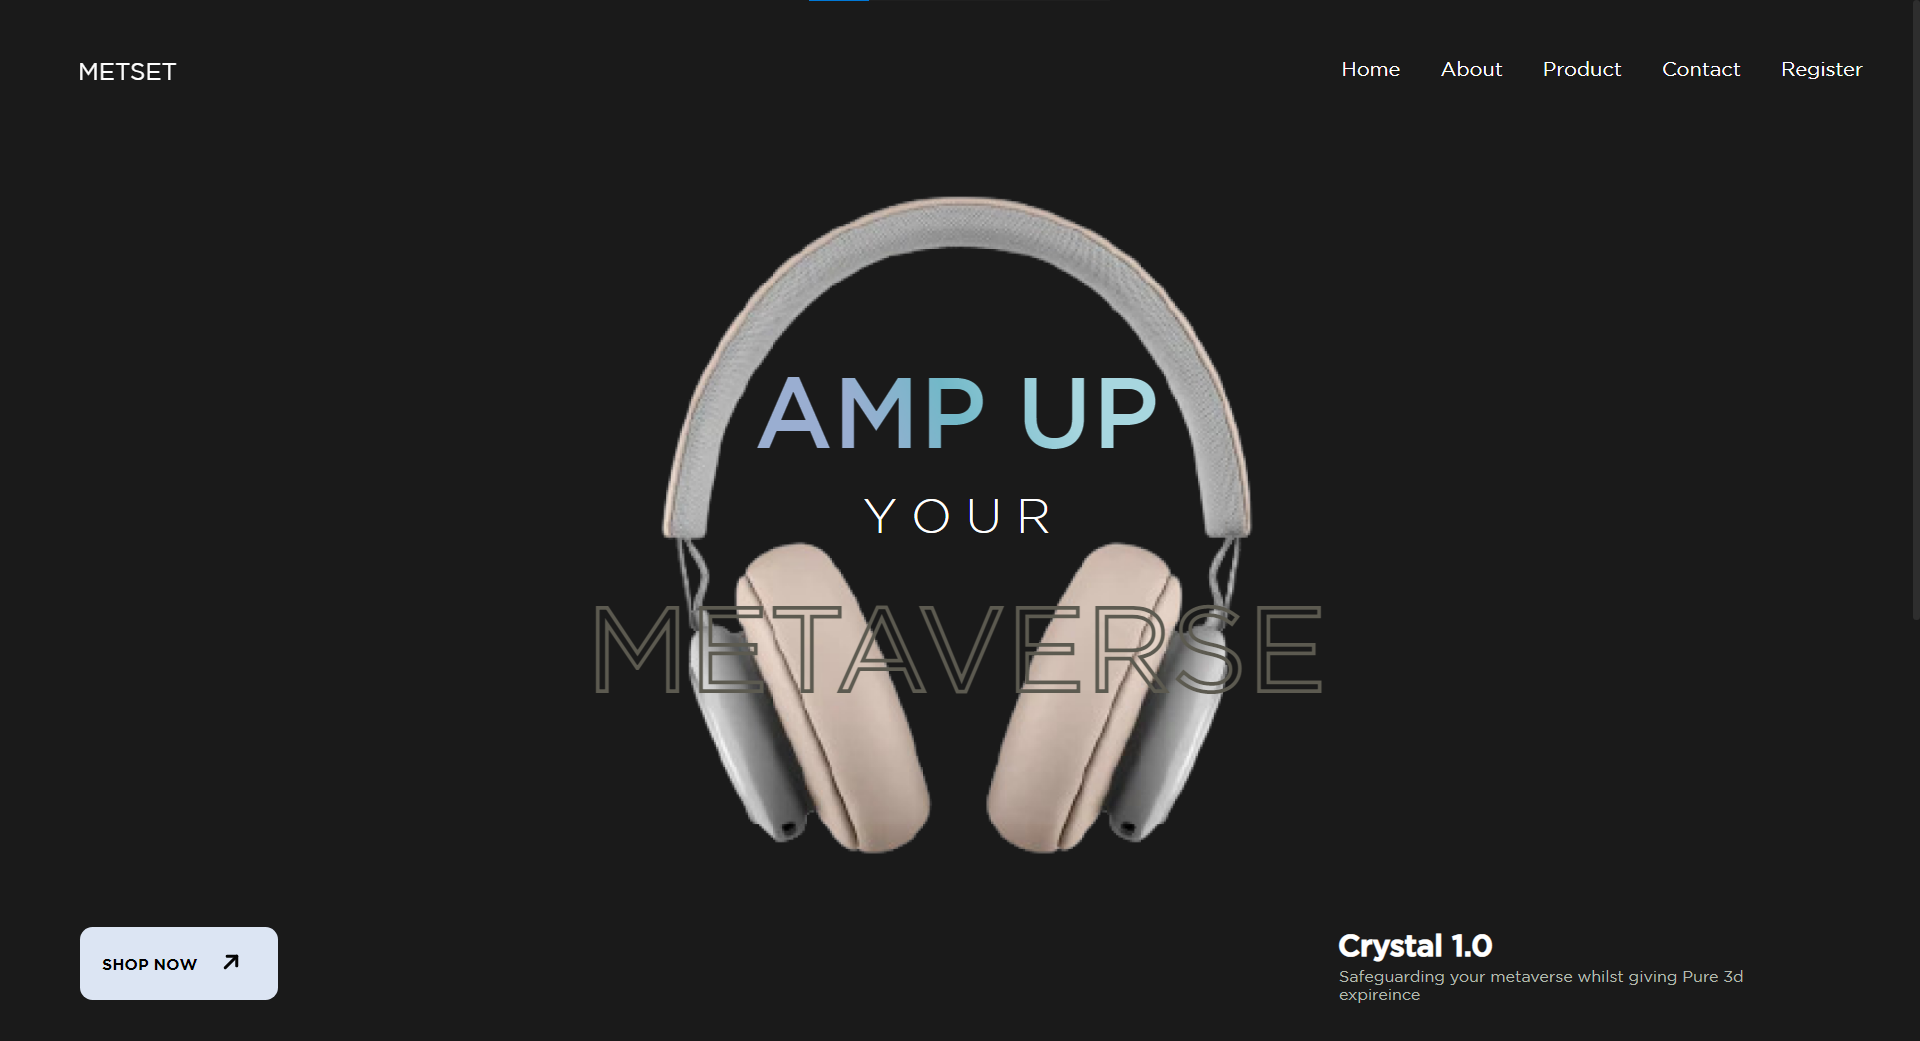 METSET
Home About Product Contact Register
AMP UP
YOUR
METAVERSE
SHOP NOW
Crystal 1.0
Safeguarding your metaverse whilst giving Pure 3d
expireince